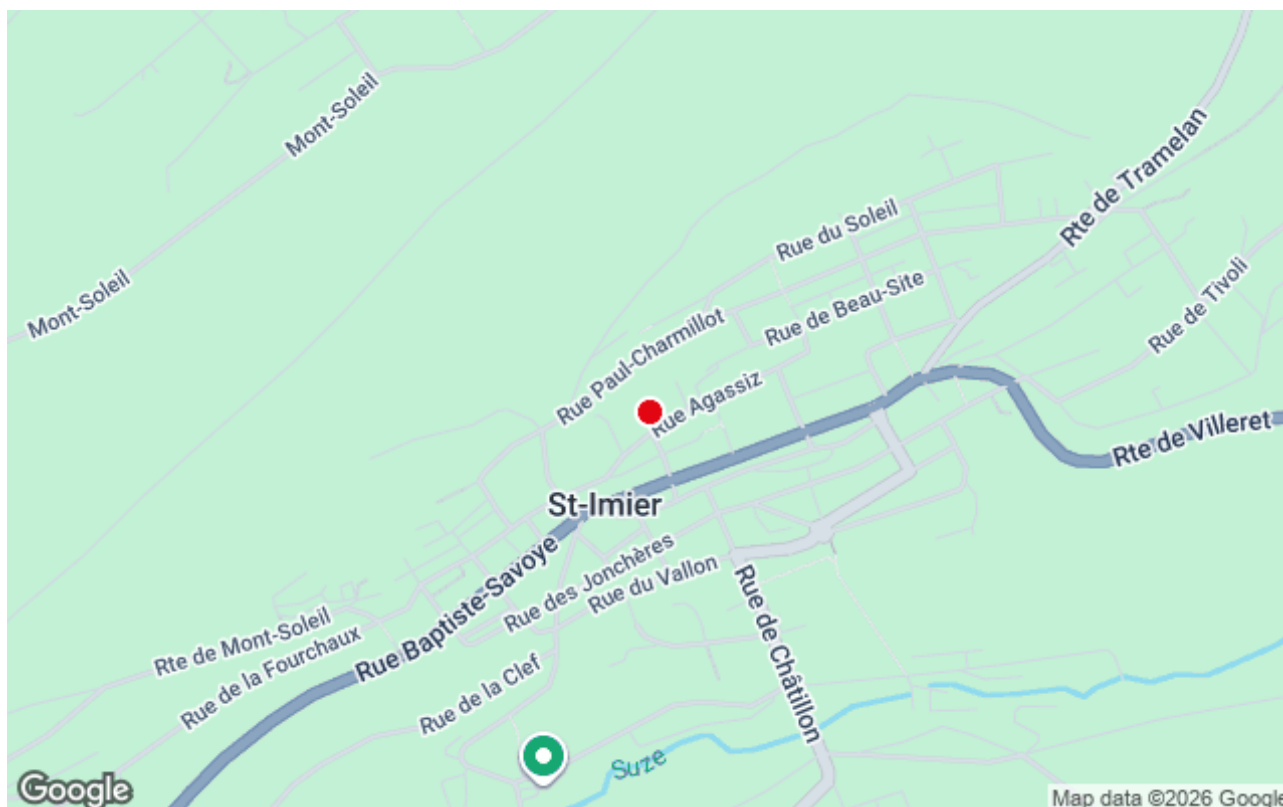 Mont-Soleil
Mont-Soleil
Rte de Tramelan
Rue du Soleil
Rue de Tivoli
Rue de Beau-Site
Rue Paul-Charmillot
Rue Agassiz
Rte de Villeret
St-Imier
Rue Baptiste-Savoye
Rue des Jonchères
Rue du Vallon
Rue de Châtillon
Rte de Mont-Soleil
Rue de la Fourchaux
Rue de la Clef
Suze
Google
Map data ©2026 Google